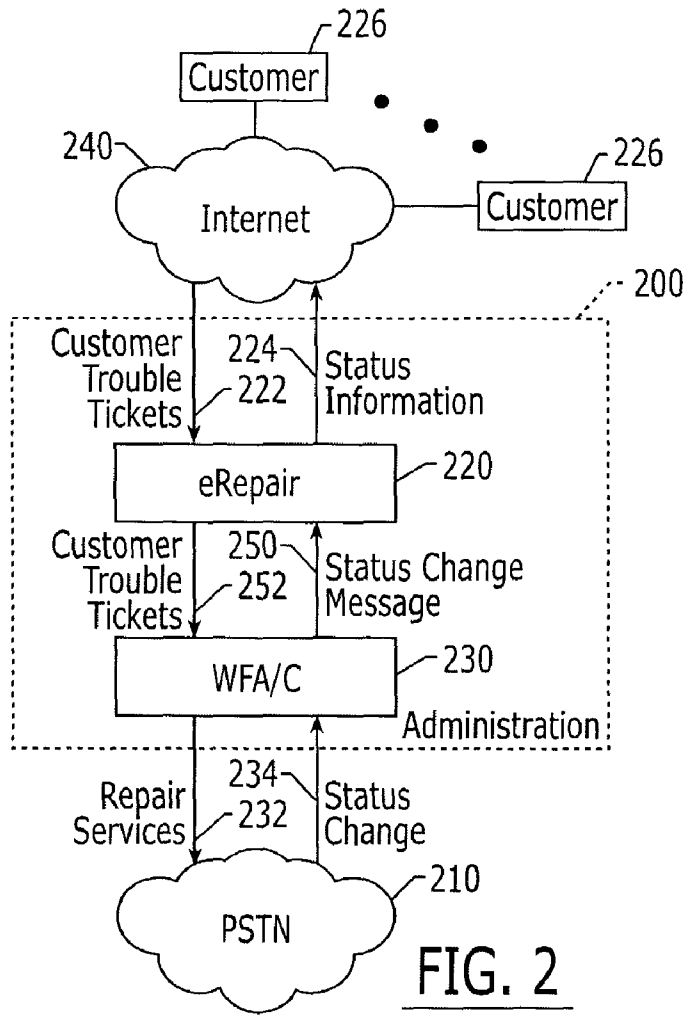 226
Customer
240
226
Internet
Customer
200
Customer
Trouble
Tickets
222
224
Status
Information
eRepair
220
Customer
Trouble
Tickets
252
250
Status Change
Message
WFA/C
230
Administration
Repair
Services
232
234
Status
Change
210
PSTN
FIG. 2